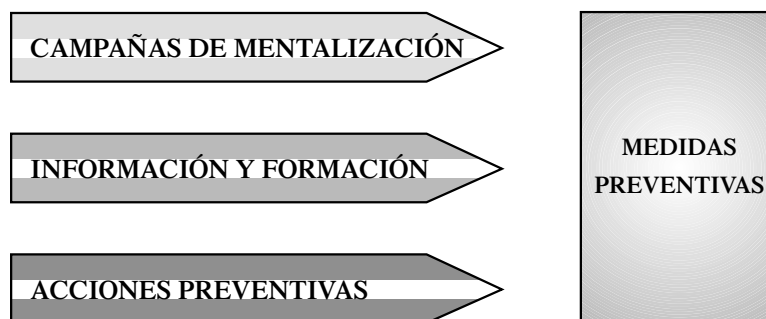 CAMPAÑAS DE MENTALIZACIÓN
INFORMACIÓN Y FORMACIÓN
ACCIONES PREVENTIVAS
MEDIDAS
PREVENTIVAS